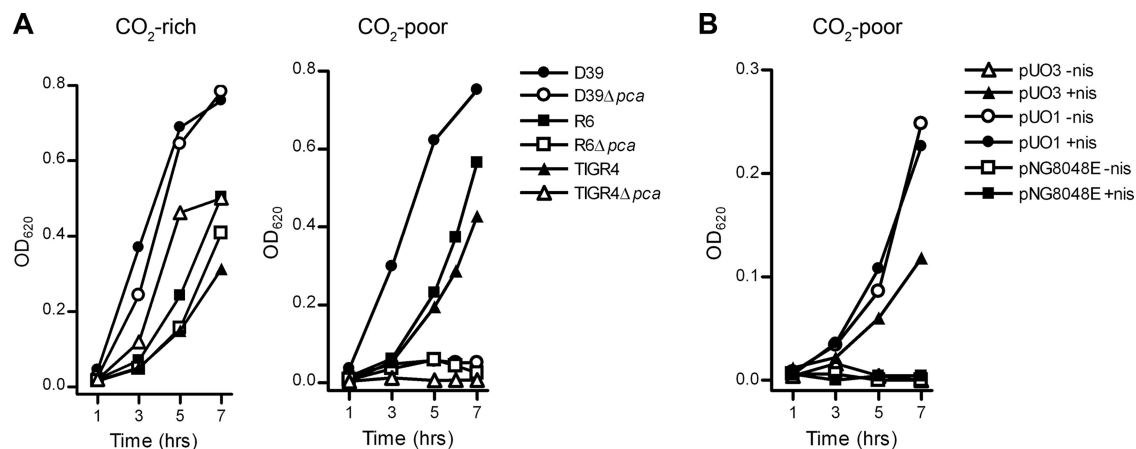 A
CO2-rich
OD620
0.8
0.6
0.4
0.2
0.0
1 3 5 7
Time (hrs)
CO2-poor
OD620
0.8
0.6
0.4
0.2
0.0
1 3 5 7
Time (hrs)
D39
D39Δpca
R6
R6Δpca
TIGR4
TIGR4Δpca
B
CO2-poor
OD620
0.3
0.2
0.1
0.0
1 3 5 7
Time (hrs)
pUO3 -nis
pUO3 +nis
pUO1 -nis
pUO1 +nis
pNG8048E -nis
pNG8048E +nis